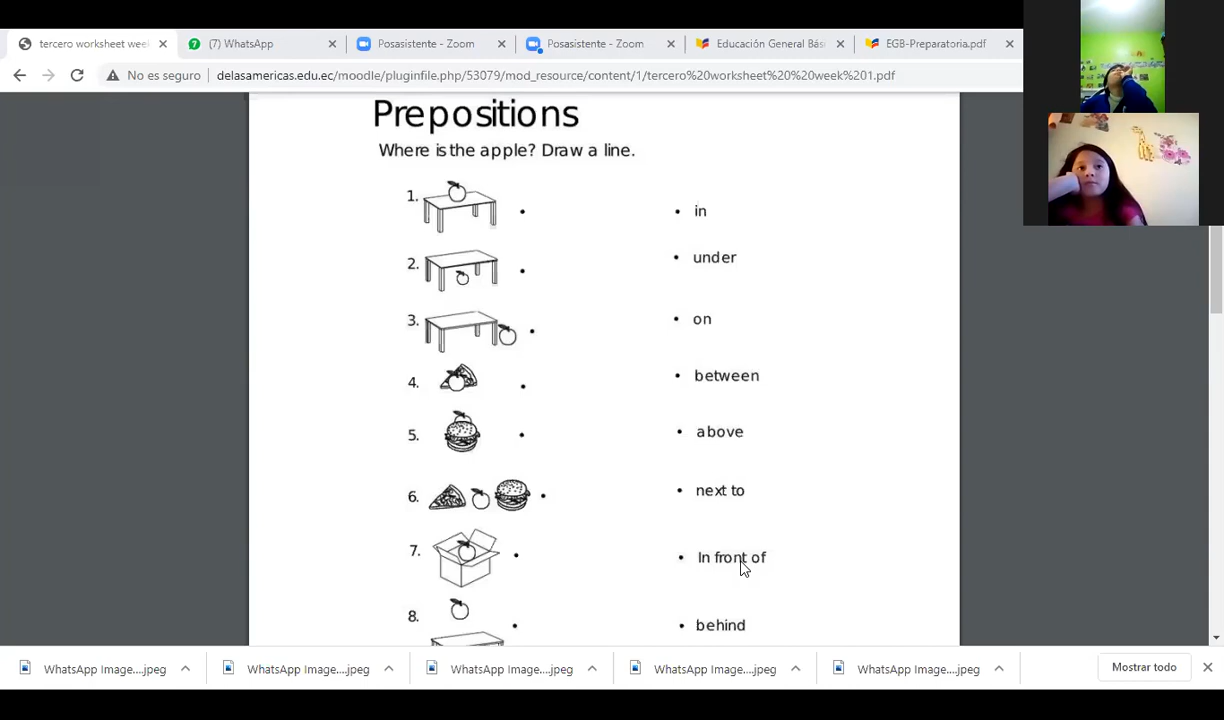 tercero worksheet wee
(7) WhatsApp
Posasistente - Zoom
Posasistente - Zoom
Educación General Bási
EGB-Preparatoria.pdf
No es seguro
delasamericas.edu.ec/moodle/pluginfile.php/53079/mod_resource/content/1/tercero%20worksheet%20%20week%201.pdf
Prepositions
Where is the apple? Draw a line.
1. • • in
2. • • under
3. • • on
4. • • between
5. • • above
6. • • next to
7. • • In front of
8. • • behind
WhatsApp Image....jpeg
WhatsApp Image....jpeg
WhatsApp Image....jpeg
WhatsApp Image....jpeg
WhatsApp Image....jpeg
Mostrar todo